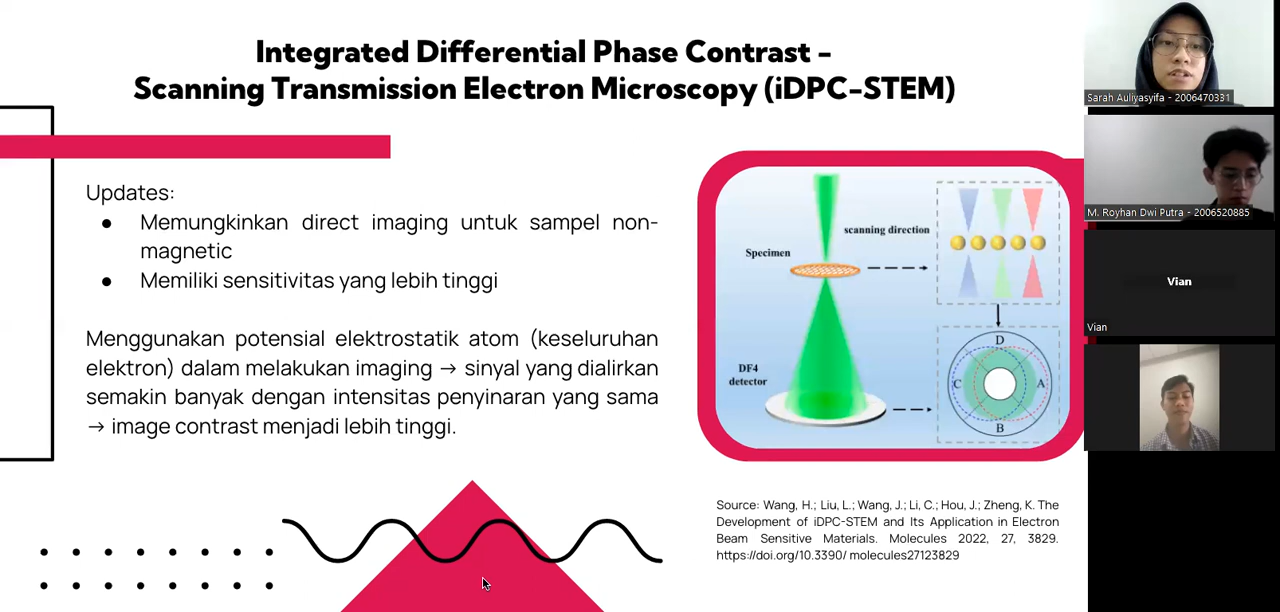 Integrated Differential Phase Contrast –
Scanning Transmission Electron Microscopy (iDPC-STEM)
Updates:
● Memungkinkan direct imaging untuk sampel non-
magnetic
● Memiliki sensitivitas yang lebih tinggi
Menggunakan potensial elektrostatik atom (keseluruhan
elektron) dalam melakukan imaging → sinyal yang dialirkan
semakin banyak dengan intensitas penyinaran yang sama
→ image contrast menjadi lebih tinggi.
scanning direction
Specimen
DF4
detector
D
C
A
B
Source: Wang, H.; Liu, L.; Wang, J.; Li, C.; Hou, J.; Zheng, K. The
Development of iDPC-STEM and Its Application in Electron
Beam Sensitive Materials. Molecules 2022, 27, 3829.
https://doi.org/10.3390/ molecules27123829
Sarah Auliyasyifa - 2006470331
M. Royhan Dwi Putra - 2006520885
Vian
Vian